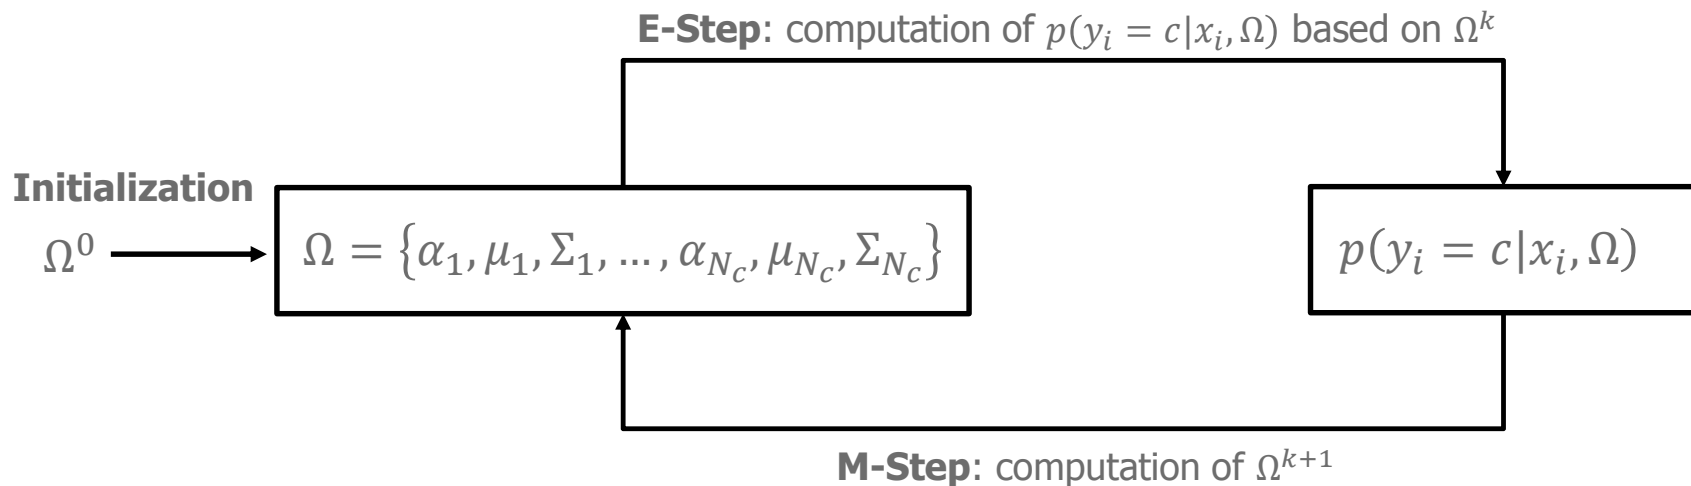 E-Step: computation of p(y_i = c|x_i, Ω) based on Ω^k
Initialization
Ω^0
Ω = {α_1, μ_1, Σ_1, …, α_{N_c}, μ_{N_c}, Σ_{N_c}}
p(y_i = c|x_i, Ω)
M-Step: computation of Ω^{k+1}